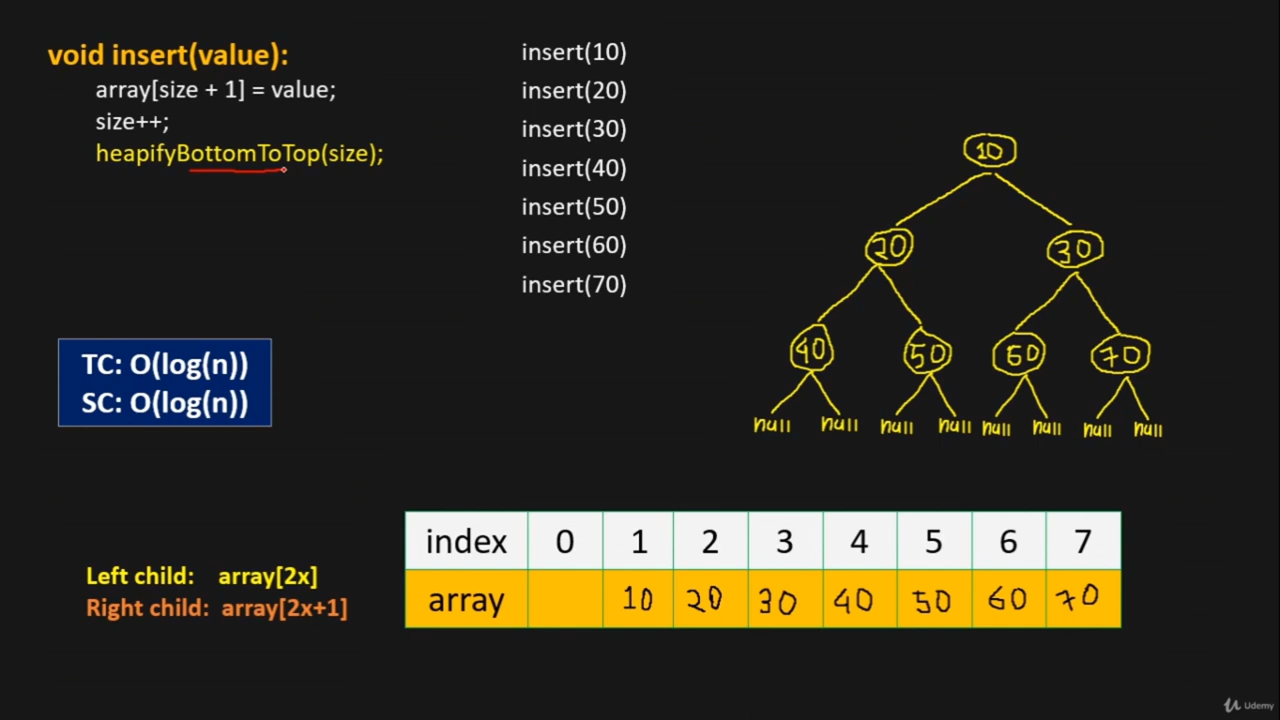 void insert(value):
array[size + 1] = value;
size++;
heapifyBottomToTop(size);
insert(10)
insert(20)
insert(30)
insert(40)
insert(50)
insert(60)
insert(70)
10
20 30
40 50 60 70
null null null null null null null null
TC: O(log(n))
SC: O(log(n))
Left child: array[2x]
Right child: array[2x+1]
index 0 1 2 3 4 5 6 7
array 10 20 30 40 50 60 70
Udemy